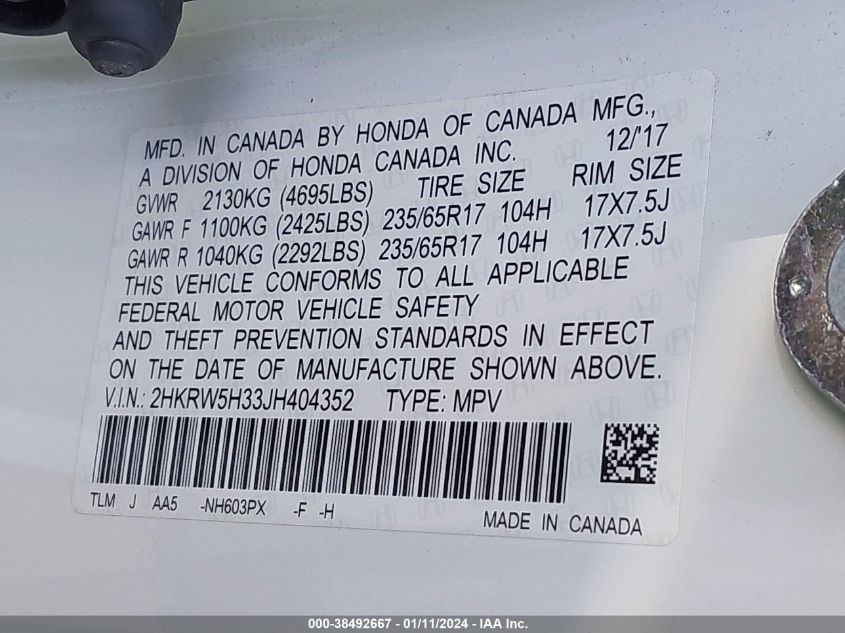 MFD. IN CANADA BY HONDA OF CANADA MFG.,
A DIVISION OF HONDA CANADA INC. 12/'17
GVWR 2130KG (4695LBS) TIRE SIZE RIM SIZE
GAWR F 1100KG (2425LBS) 235/65R17 104H 17X7.5J
GAWR R 1040KG (2292LBS) 235/65R17 104H 17X7.5J
THIS VEHICLE CONFORMS TO ALL APPLICABLE
FEDERAL MOTOR VEHICLE SAFETY
AND THEFT PREVENTION STANDARDS IN EFFECT
ON THE DATE OF MANUFACTURE SHOWN ABOVE.
V.I.N.: 2HKRW5H33JH404352 TYPE: MPV
TLM J AA5 -NH603PX -F -H
MADE IN CANADA
000-38492667 - 01/11/2024 - IAA Inc.